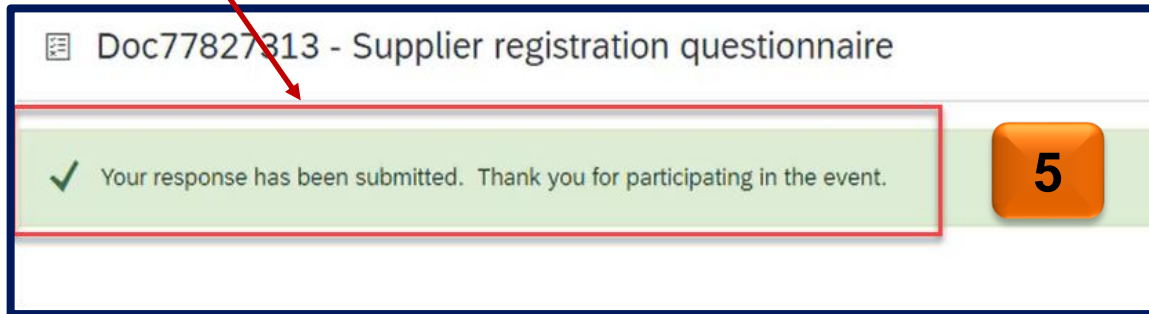 Doc77827313 - Supplier registration questionnaire
Your response has been submitted. Thank you for participating in the event.
5